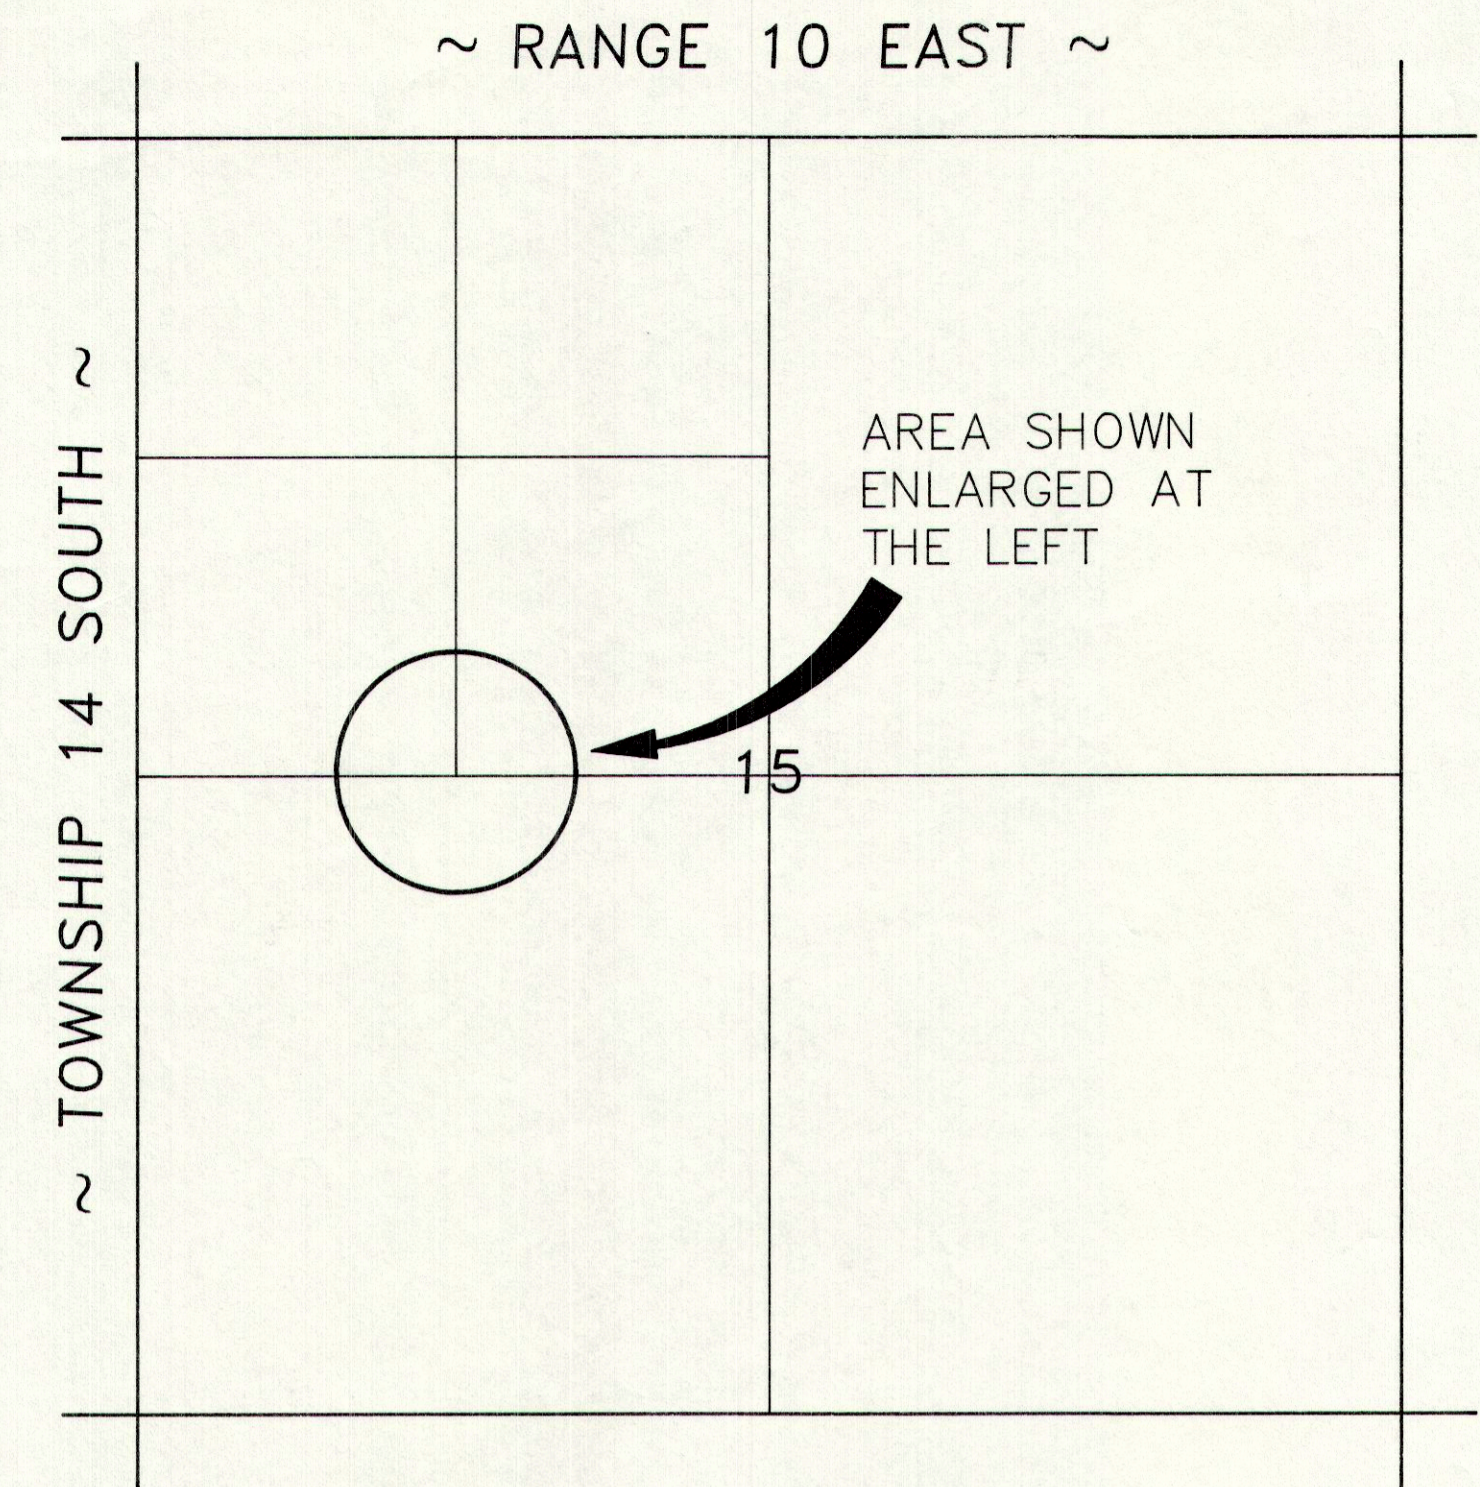 ~ RANGE 10 EAST ~
~ TOWNSHIP 14 SOUTH ~
AREA SHOWN
ENLARGED AT
THE LEFT
15